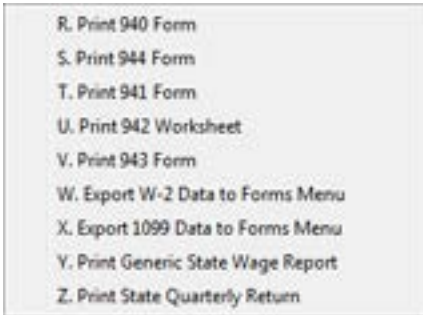 R. Print 940 Form
S. Print 944 Form
T. Print 941 Form
U. Print 942 Worksheet
V. Print 943 Form
W. Export W-2 Data to Forms Menu
X. Export 1099 Data to Forms Menu
Y. Print Generic State Wage Report
Z. Print State Quarterly Return